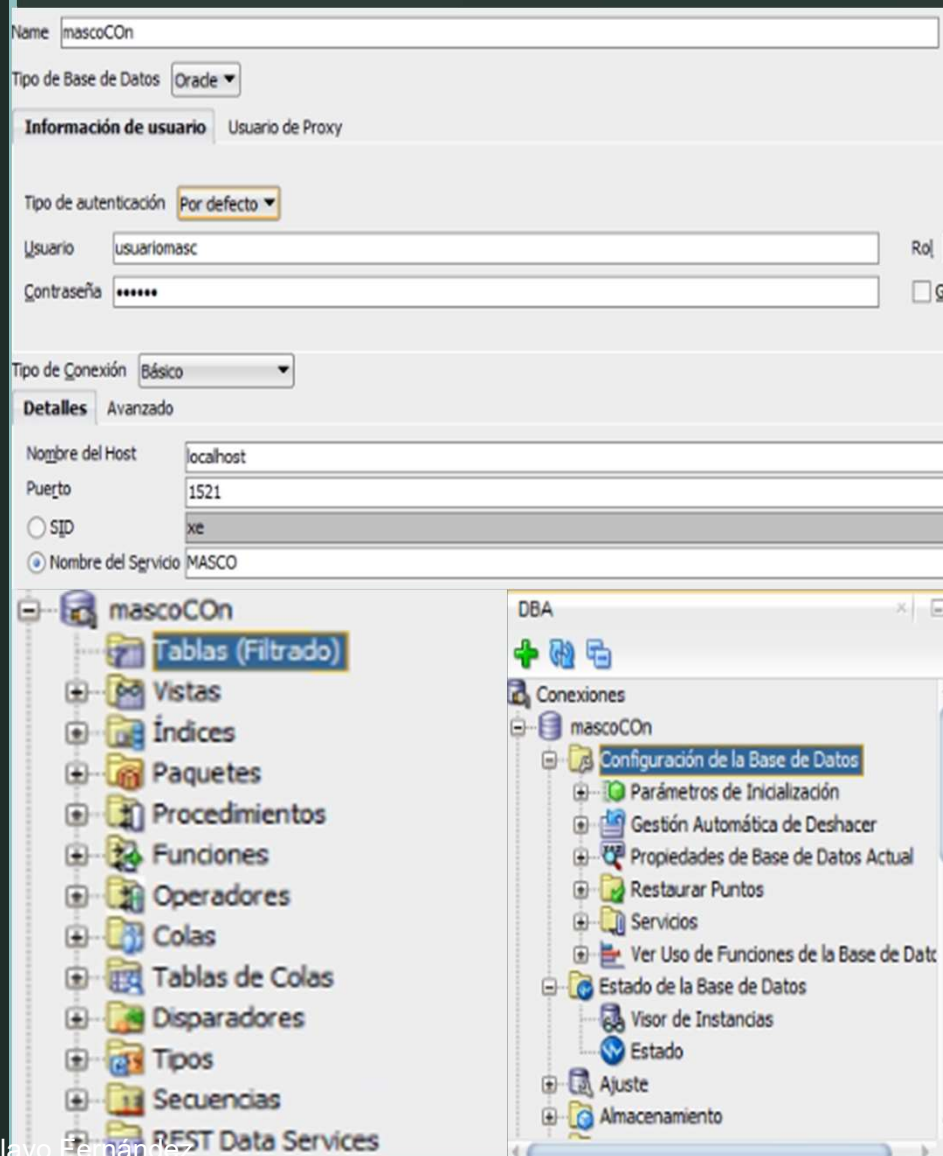 Name mascoCOn
Tipo de Base de Datos Oracle
Información de usuario Usuario de Proxy
Tipo de autenticación Por defecto
Usuario usuariomasc Rol
Contraseña ••••••
Tipo de Conexión Básico
Detalles Avanzado
Nombre del Host localhost
Puerto 1521
SID xe
Nombre del Servicio MASCO
mascoCOn
Tablas (Filtrado)
Vistas
Índices
Paquetes
Procedimientos
Funciones
Operadores
Colas
Tablas de Colas
Disparadores
Tipos
Secuencias
REST Data Services
DBA
Conexiones
mascoCOn
Configuración de la Base de Datos
Parámetros de Inicialización
Gestión Automática de Deshacer
Propiedades de Base de Datos Actual
Restaurar Puntos
Servicios
Ver Uso de Funciones de la Base de Datc
Estado de la Base de Datos
Visor de Instancias
Estado
Ajuste
Almacenamiento
Fernández